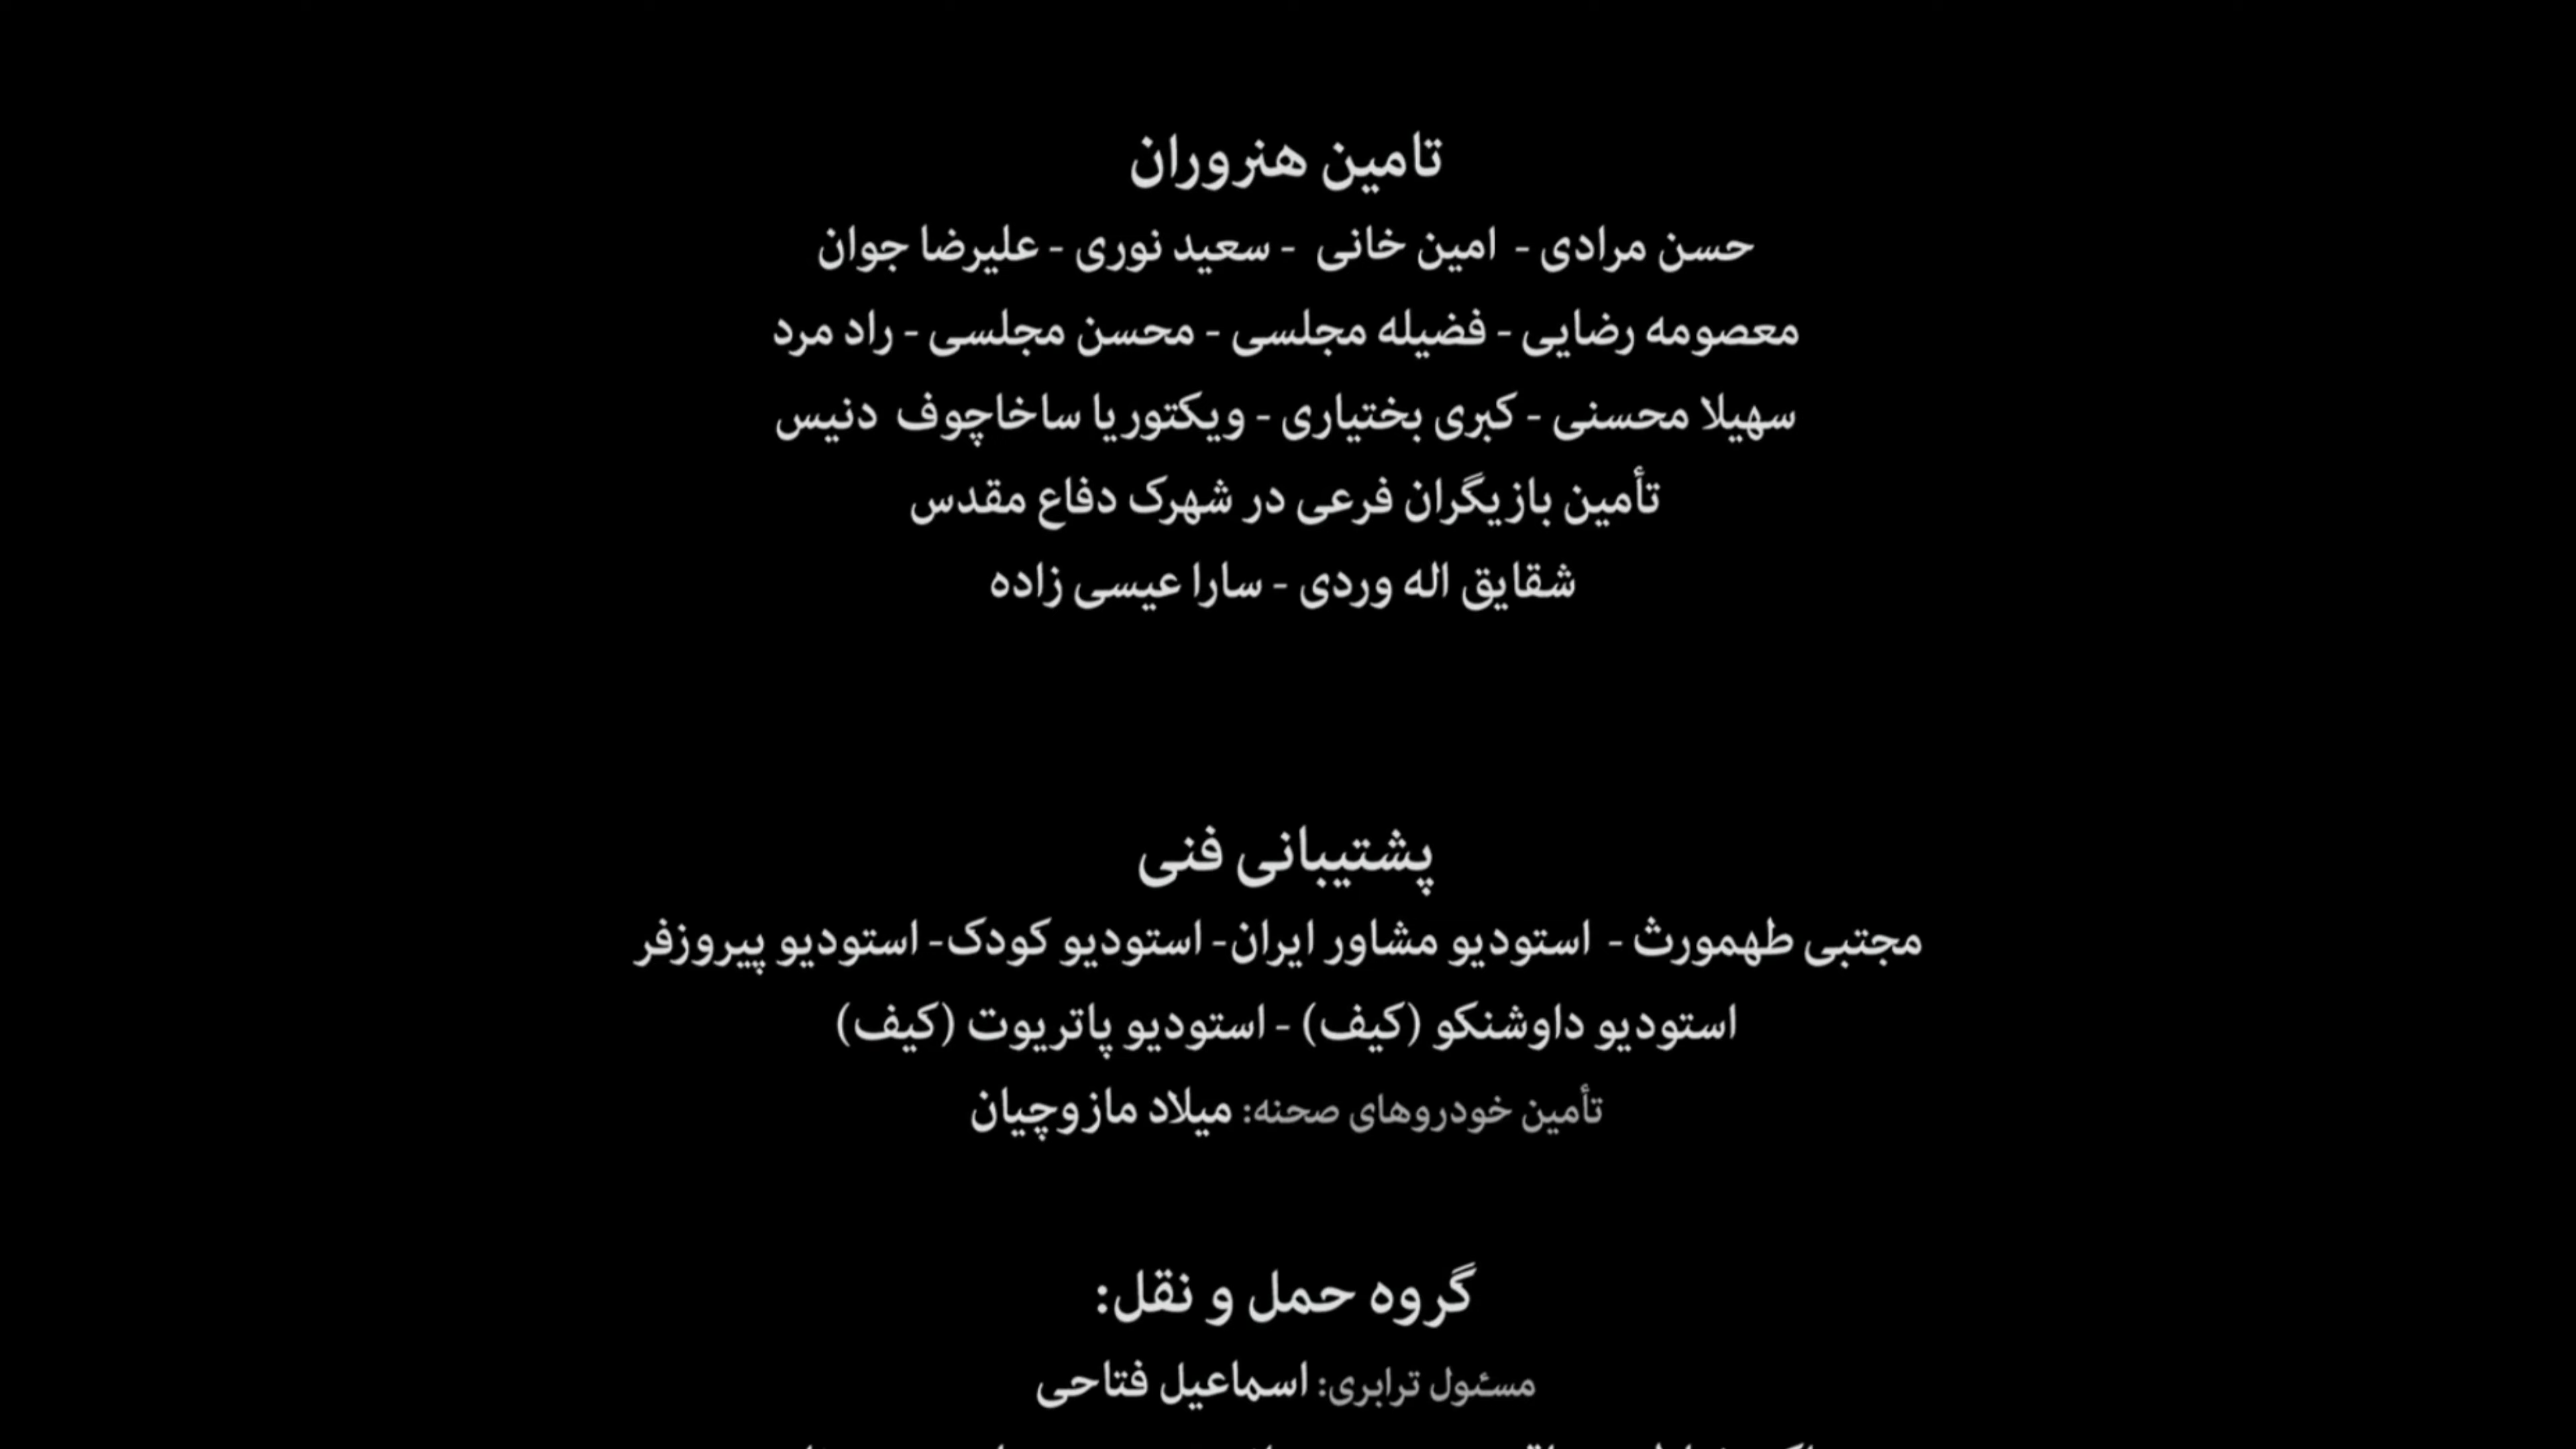 تامین هنروران
حسن مرادی - امین خانی - سعید نوری - علیرضا جوان
معصومه رضایی - فضیله مجلسی - محسن مجلسی - راد مرد
سهیلا محسنی - کبری بختیاری - ویکتوریا ساخاچوف دنیس
تأمین بازیگران فرعی در شهرک دفاع مقدس
شقایق اله وردی - سارا عیسی زاده
پشتیبانی فنی
مجتبی طهمورث - استودیو مشاور ایران- استودیو کودک- استودیو پیروزفر
استودیو داوشنکو (کیف) - استودیو پاتریوت (کیف)
تأمین خودروهای صحنه: میلاد مازوچیان
گروه حمل و نقل:
مسئول ترابری: اسماعیل فتاحی